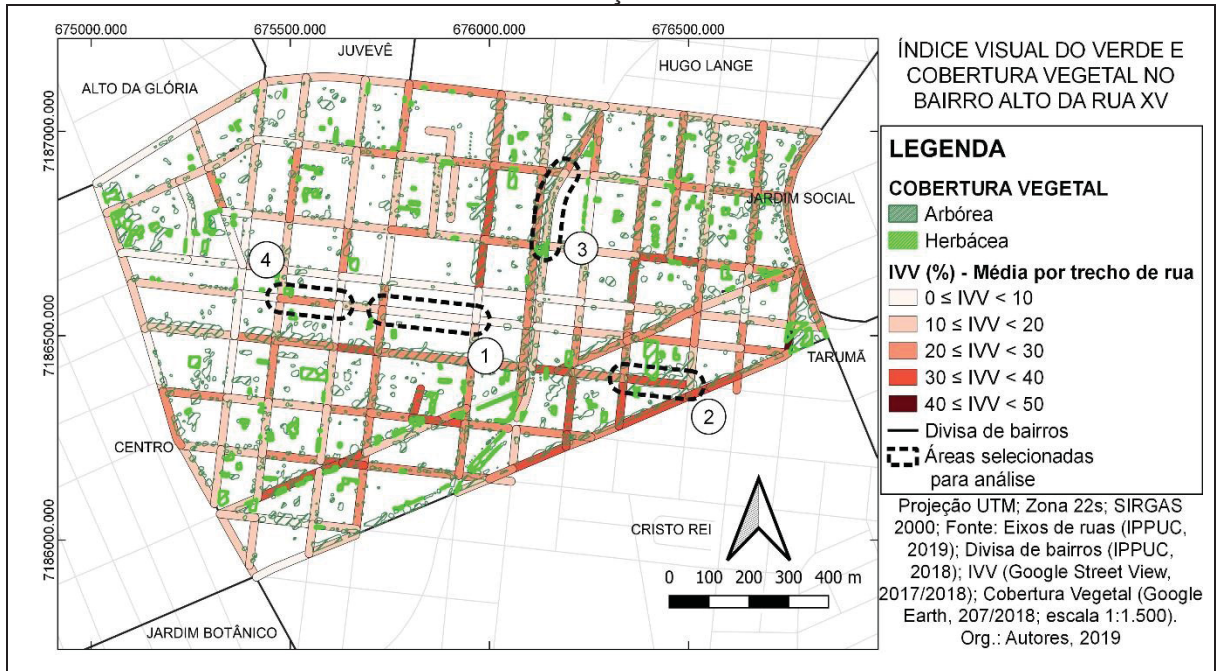 675000.000
675500.000
676000.000
676500.000
7187000.000
7186500.000
7186000.000
JUVEVÊ
HUGO LANGE
ALTO DA GLÓRIA
JARDIM SOCIAL
TARUMÃ
CENTRO
CRISTO REI
JARDIM BOTÂNICO
4
3
1
2
0 100 200 300 400 m
ÍNDICE VISUAL DO VERDE E
COBERTURA VEGETAL NO
BAIRRO ALTO DA RUA XV
LEGENDA
COBERTURA VEGETAL
Arbórea
Herbácea
IVV (%) - Média por trecho de rua
0 ≤ IVV < 10
10 ≤ IVV < 20
20 ≤ IVV < 30
30 ≤ IVV < 40
40 ≤ IVV < 50
Divisa de bairros
Áreas selecionadas
para análise
Projeção UTM; Zona 22s; SIRGAS
2000; Fonte: Eixos de ruas (IPPUC,
2019); Divisa de bairros (IPPUC,
2018); IVV (Google Street View,
2017/2018); Cobertura Vegetal (Google
Earth, 207/2018; escala 1:1.500).
Org.: Autores, 2019